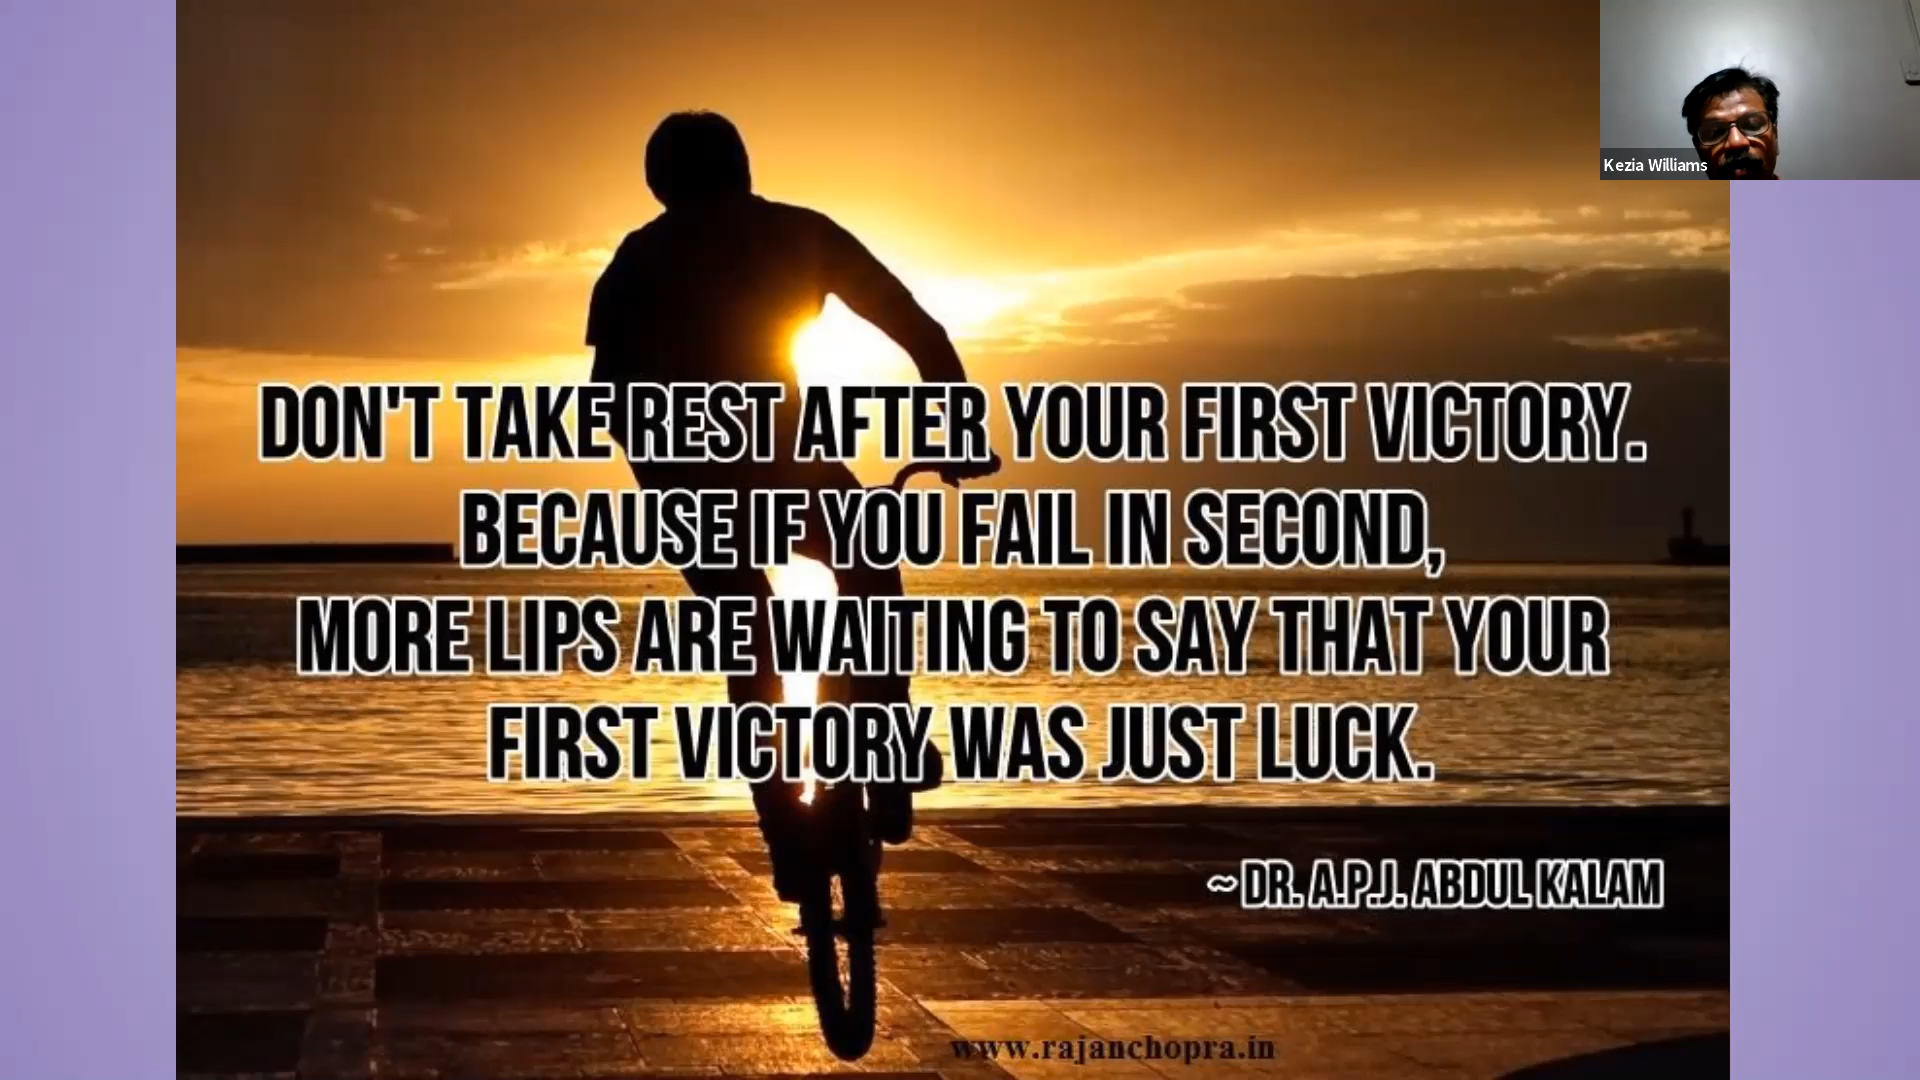 Kezia Williams
DON'T TAKE REST AFTER YOUR FIRST VICTORY.
BECAUSE IF YOU FAIL IN SECOND,
MORE LIPS ARE WAITING TO SAY THAT YOUR
FIRST VICTORY WAS JUST LUCK.
~DR. A.P.J. ABDUL KALAM
www.rajanchopra.in